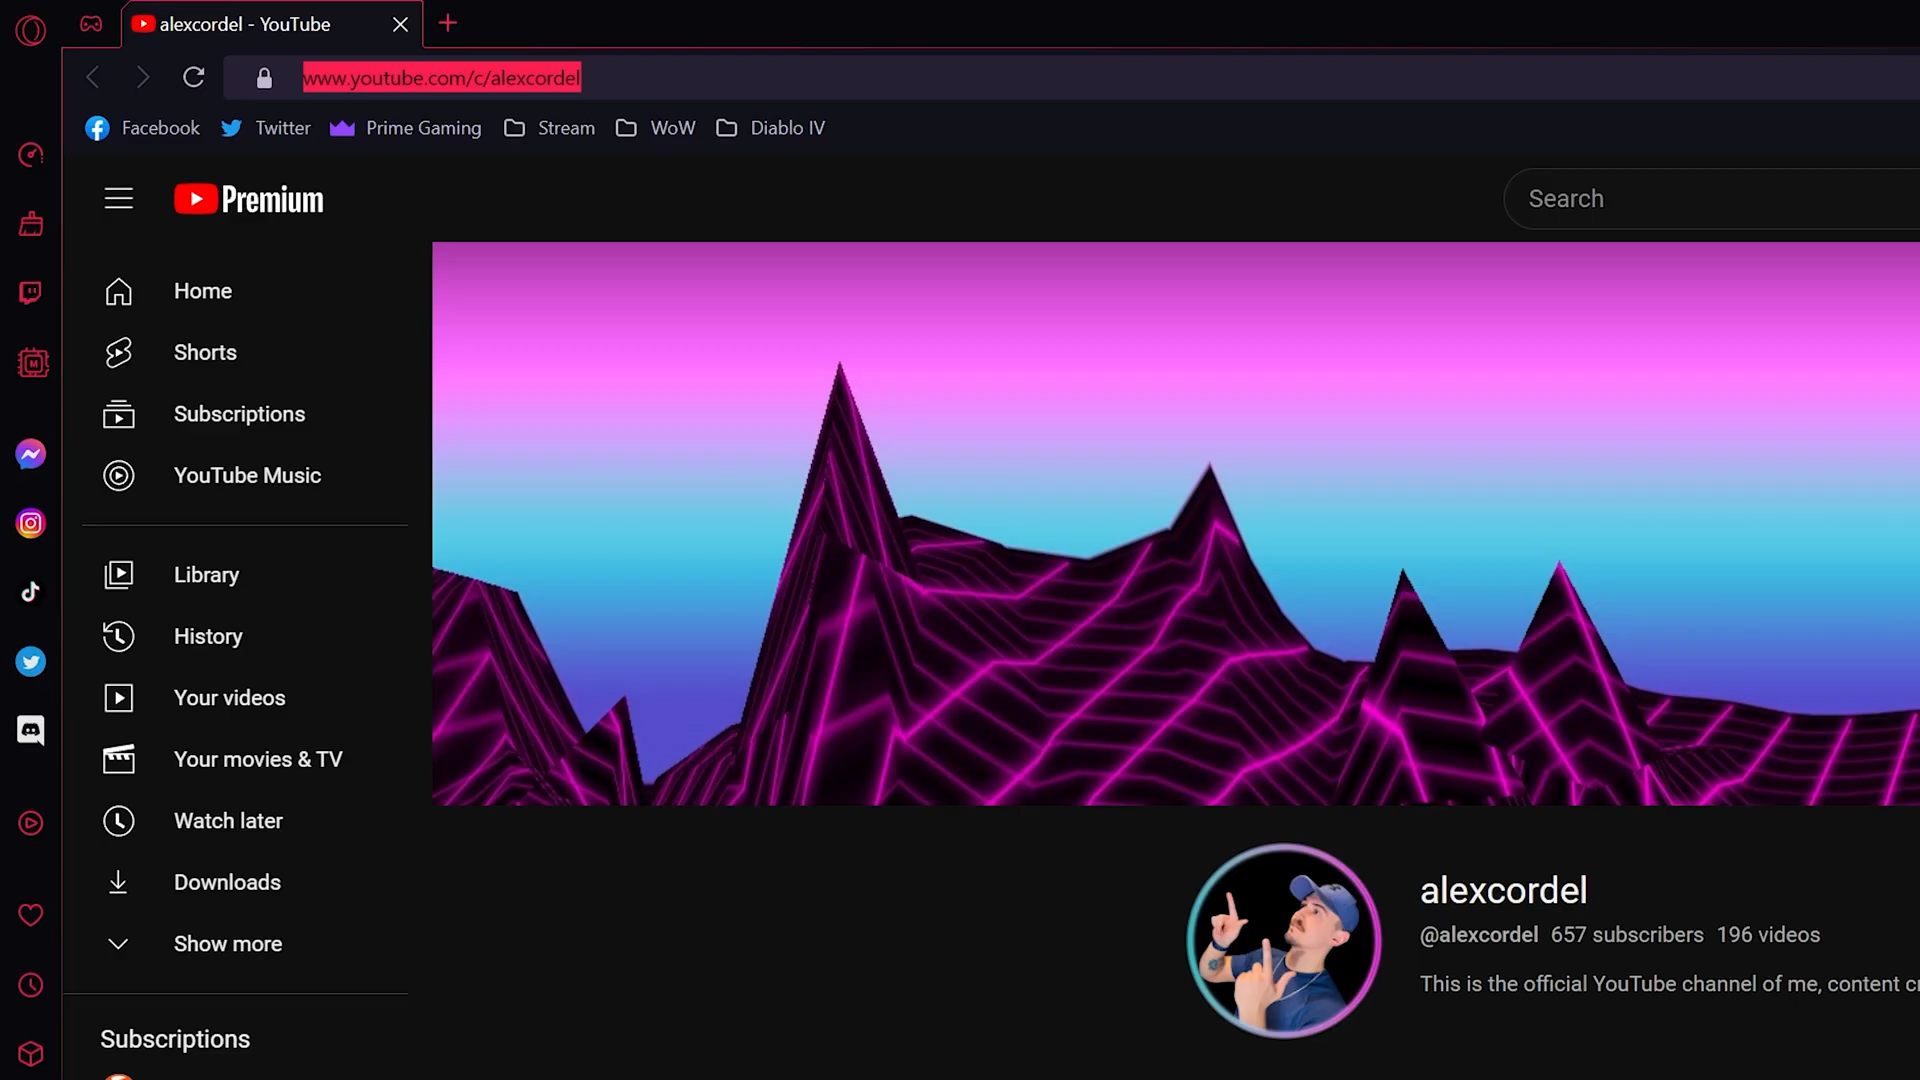 alexcordel - YouTube
www.youtube.com/c/alexcordel
Facebook Twitter Prime Gaming Stream WoW Diablo IV
Premium
Search
Home
Shorts
Subscriptions
YouTube Music
Library
History
Your videos
Your movies & TV
Watch later
Downloads
Show more
Subscriptions
alexcordel
@alexcordel 657 subscribers 196 videos
This is the official YouTube channel of me, content